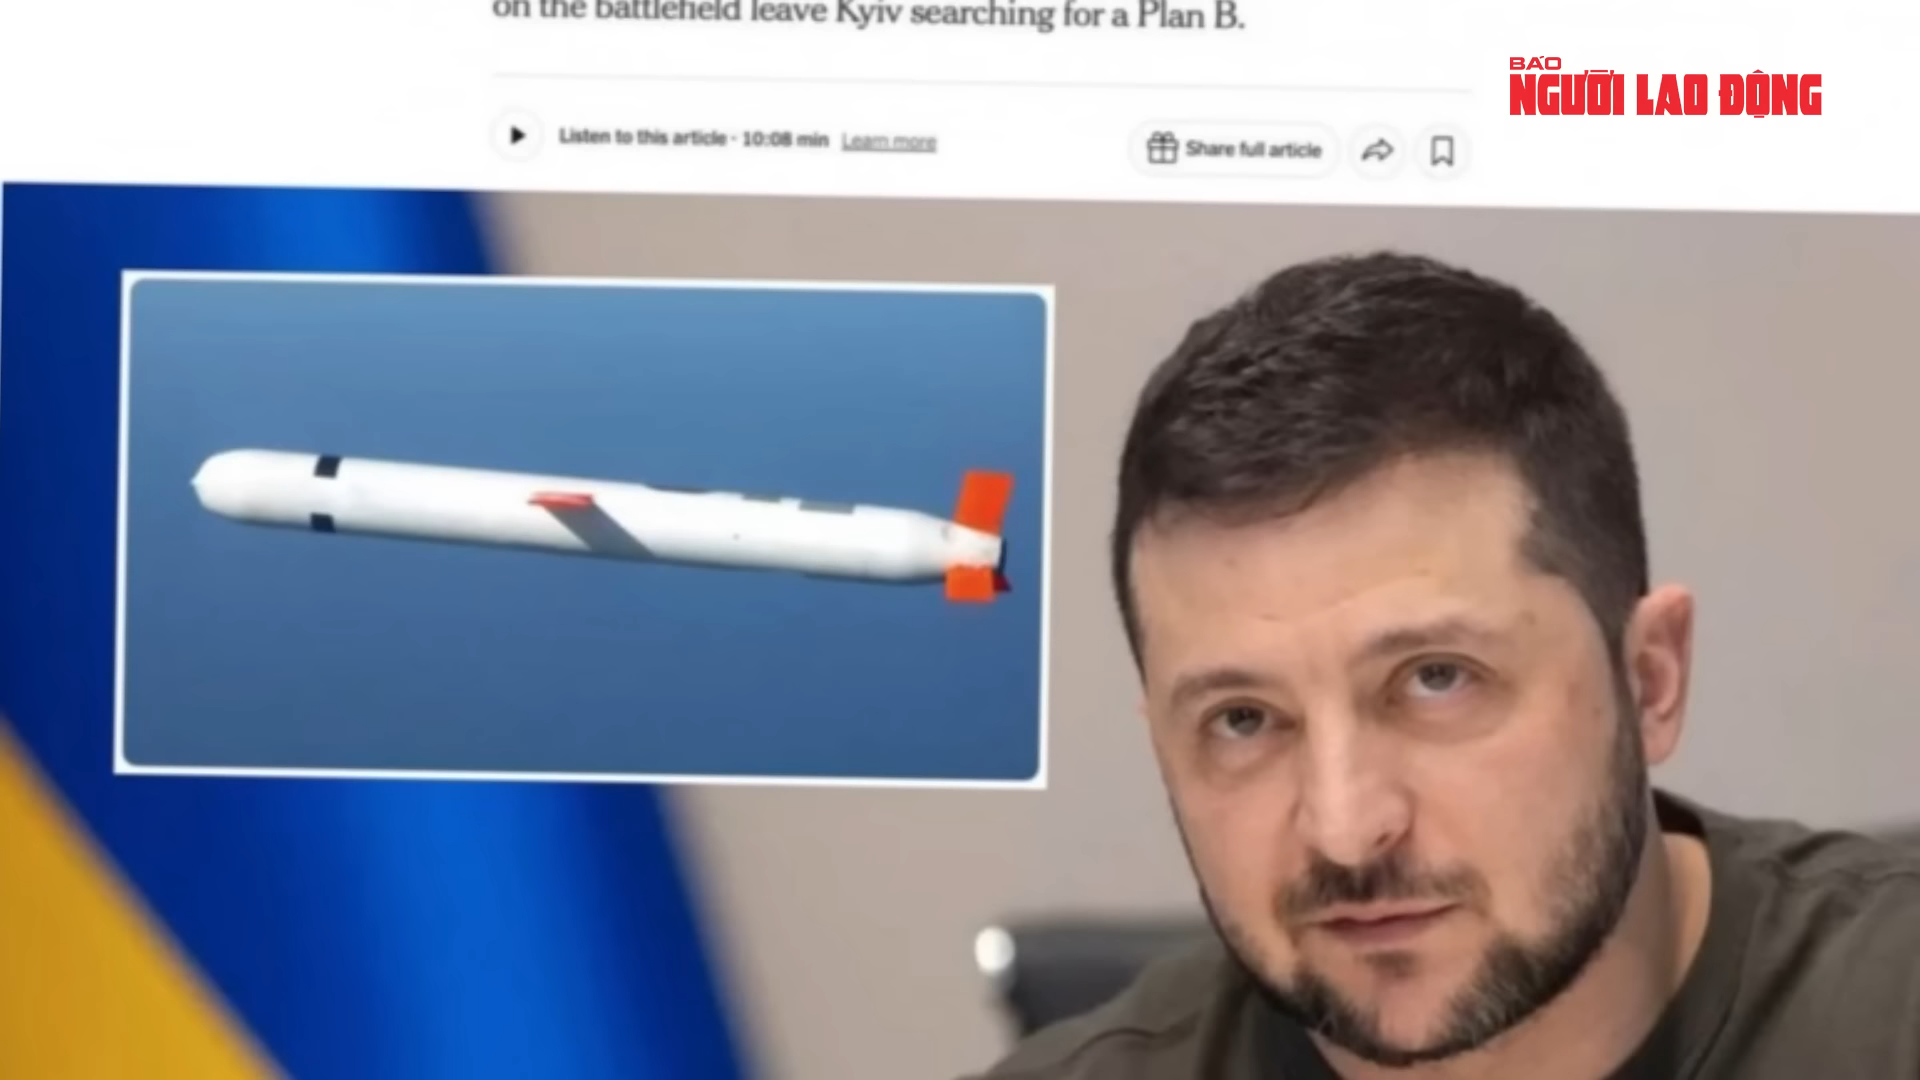 on the battlefield leave Kyiv searching for a Plan B.
BÁO
NGƯỜI LAO ĐỘNG
Listen to this article · 10:08 min Learn more
Share full article